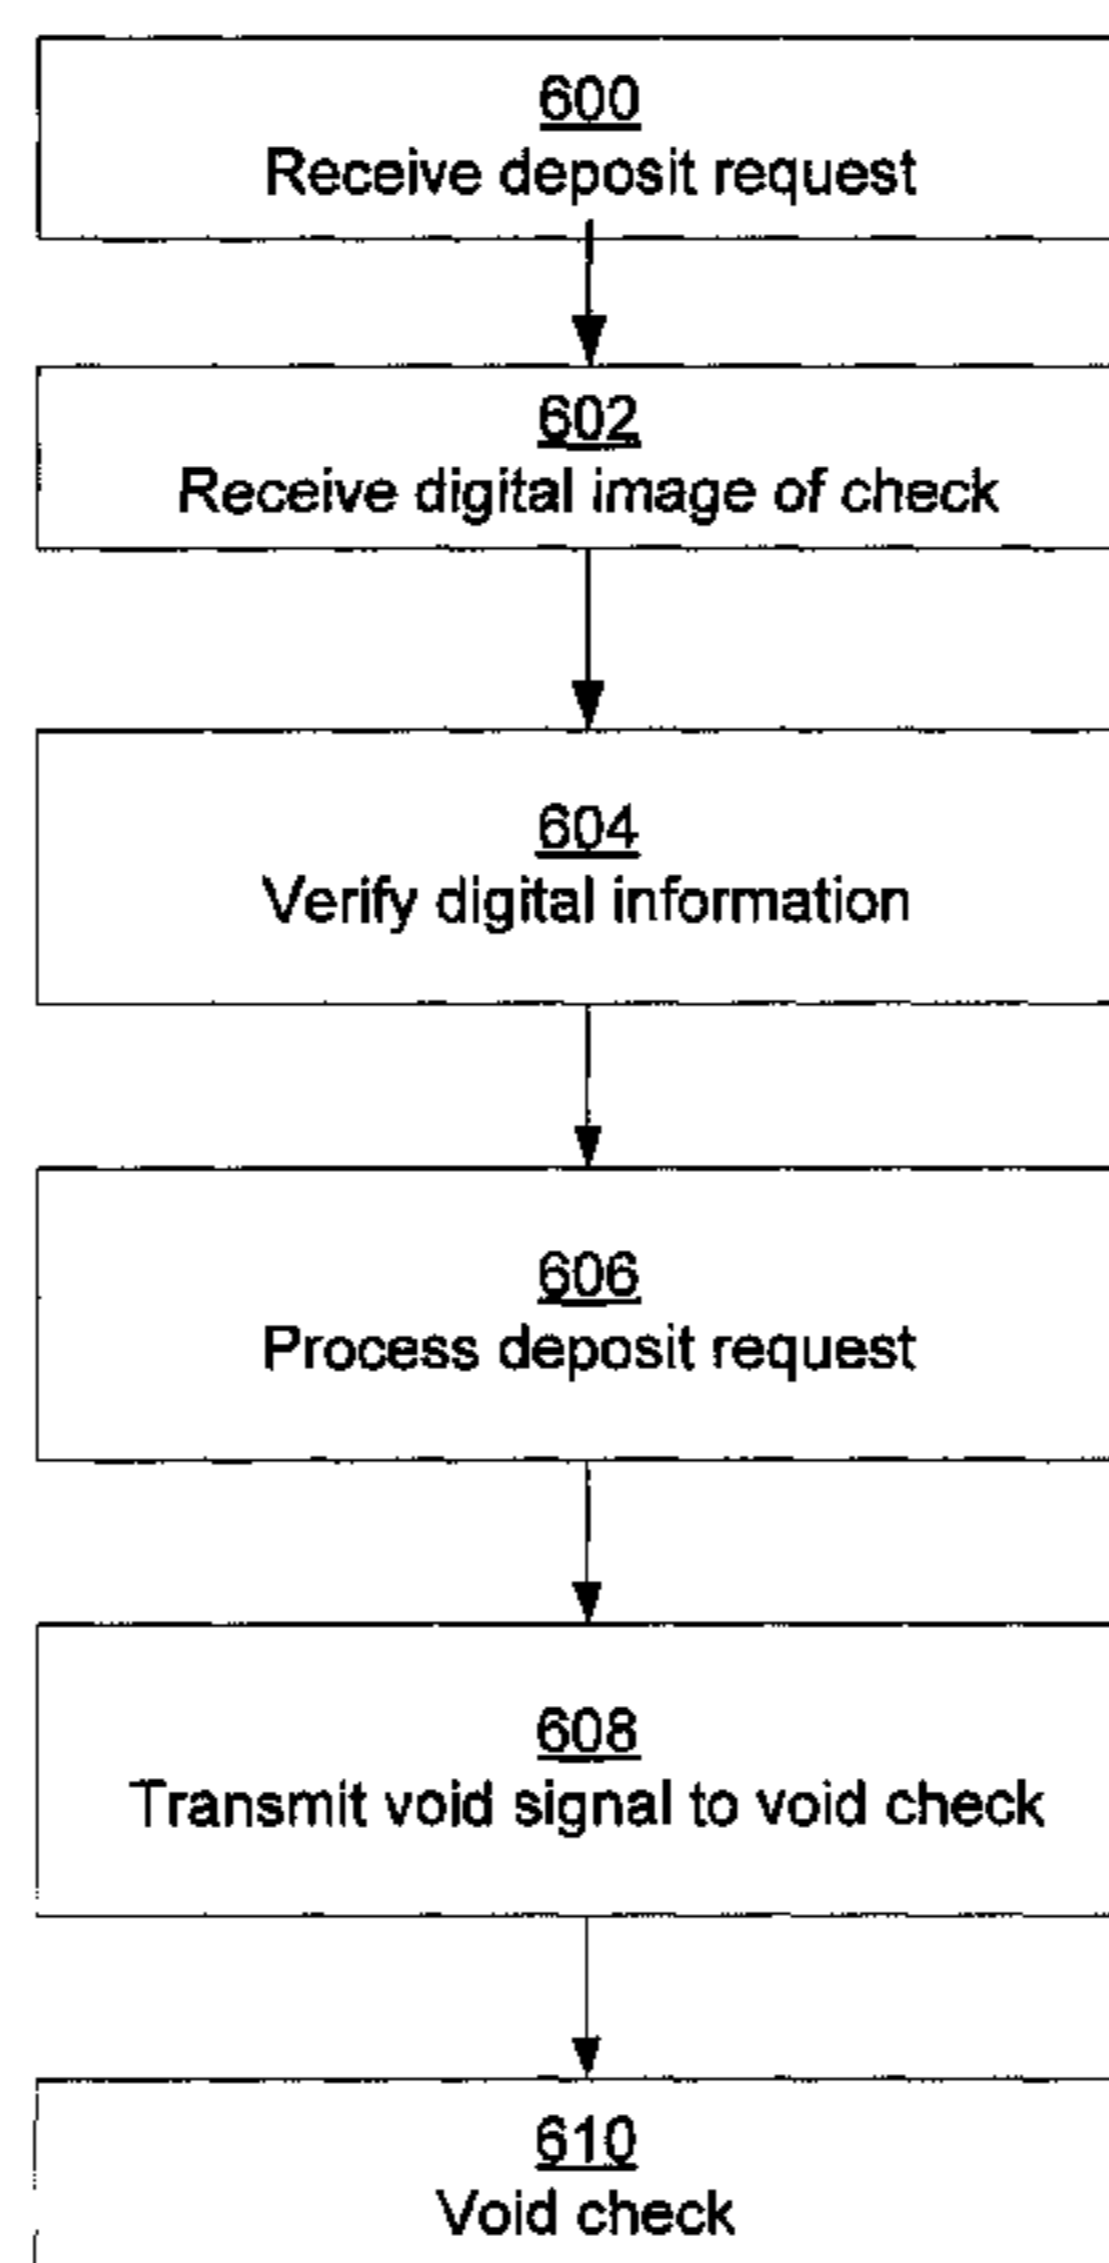 600
Receive deposit request
602
Receive digital image of check
604
Verify digital information
606
Process deposit request
608
Transmit void signal to void check
610
Void check